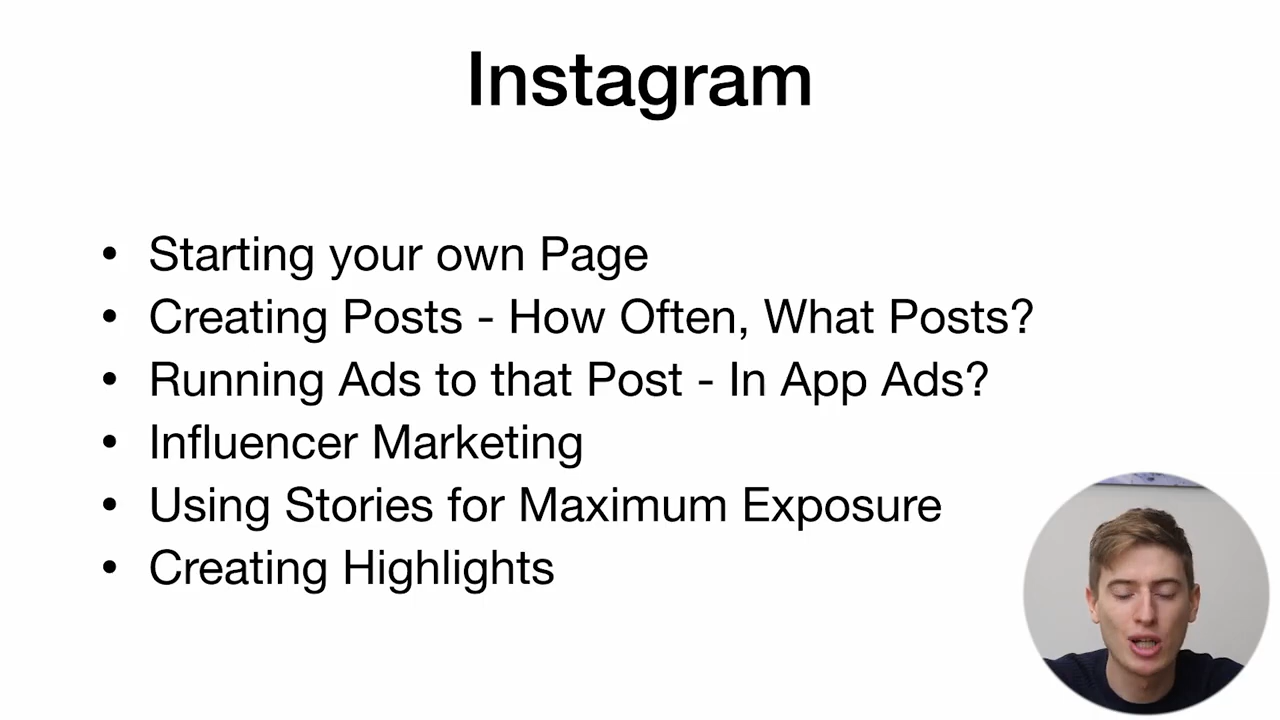 Instagram
• Starting your own Page
• Creating Posts - How Often, What Posts?
• Running Ads to that Post - In App Ads?
• Influencer Marketing
• Using Stories for Maximum Exposure
• Creating Highlights